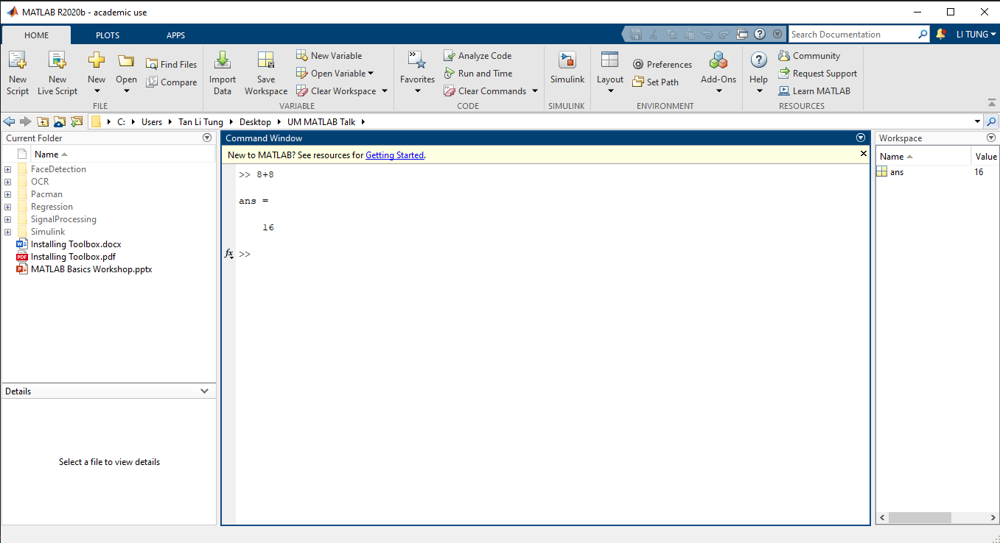 MATLAB R2020b - academic use
HOME PLOTS APPS
Search Documentation
LI TUNG
New Script
New Live Script
New
Open
Find Files
Compare
FILE
Import Data
Save Workspace
New Variable
Open Variable
Clear Workspace
VARIABLE
Favorites
Analyze Code
Run and Time
Clear Commands
CODE
Simulink
SIMULINK
Layout
Preferences
Set Path
Add-Ons
ENVIRONMENT
Help
Community
Request Support
Learn MATLAB
RESOURCES
C: Users Tan Li Tung Desktop UM MATLAB Talk
Current Folder
Name
FaceDetection
OCR
Pacman
Regression
SignalProcessing
Simulink
Installing Toolbox.docx
Installing Toolbox.pdf
MATLAB Basics Workshop.pptx
Details
Select a file to view details
Command Window
New to MATLAB? See resources for Getting Started.
>> 8+8
ans =
16
fx >>
Workspace
Name Value
ans 16